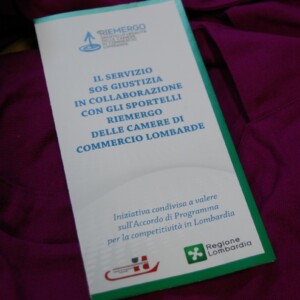 RIEMERGO
IL SERVIZIO
SOS GIUSTIZIA
IN COLLABORAZIONE
CON GLI SPORTELLI
RIEMERGO
DELLE CAMERE DI
COMMERCIO LOMBARDE
Iniziativa condivisa a valere
sull'Accordo di Programma
per la competitività in Lombardia
Regione
Lombardia